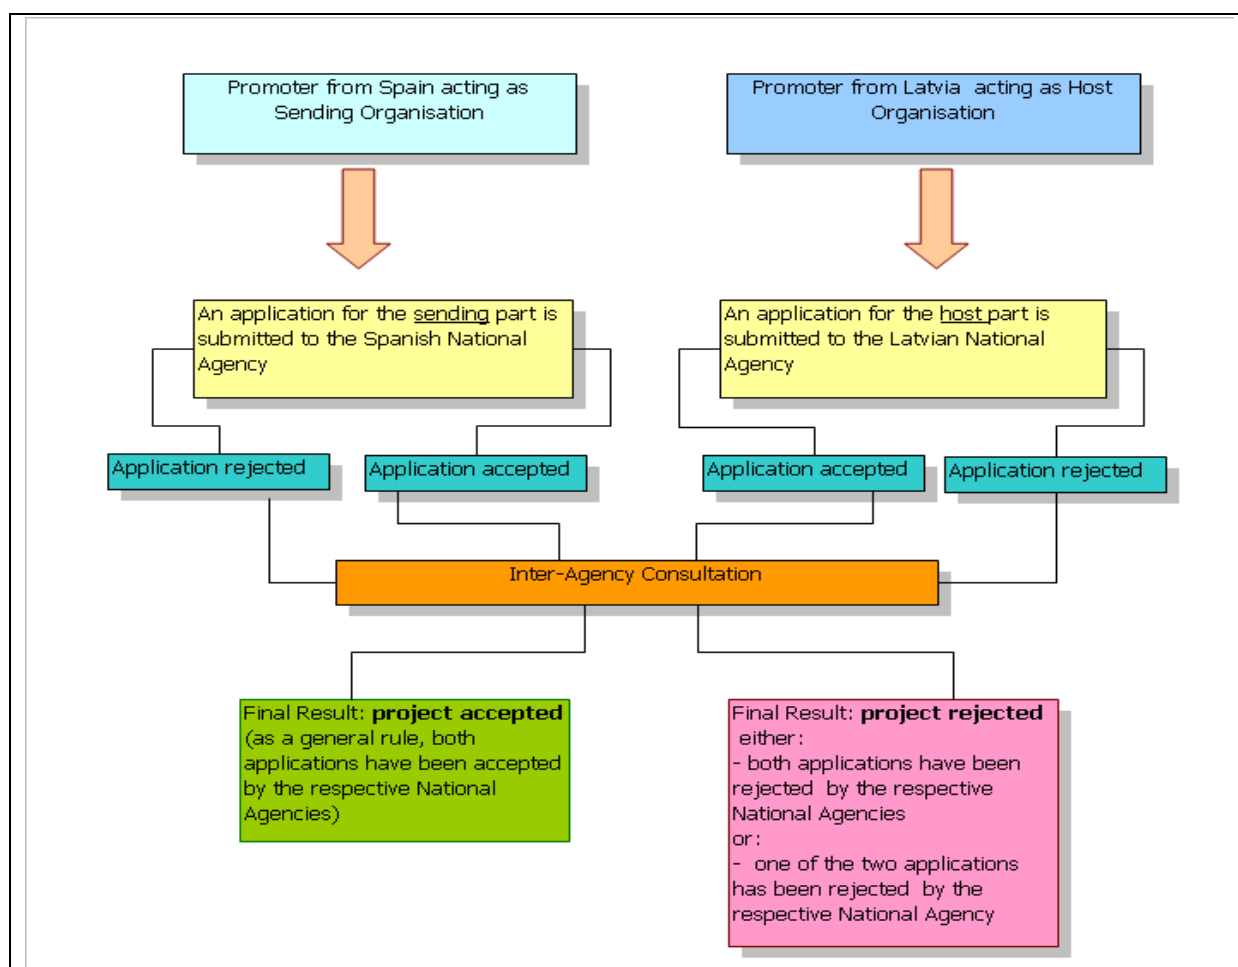 Promoter from Spain acting as
Sending Organisation
Promoter from Latvia  acting as Host
Organisation
An application for the sending part is
submitted to the Spanish National
Agency
An application for the host part is
submitted to the Latvian National
Agency
Application rejected
Application accepted
Application accepted
Application rejected
Inter-Agency Consultation
Final Result: project accepted
(as a general rule, both
applications have been accepted
by the respective National
Agencies)
Final Result: project rejected
either:
- both applications have been
rejected  by the respective
National Agencies
or:
-  one of the two applications
has been rejected  by the
respective National Agency